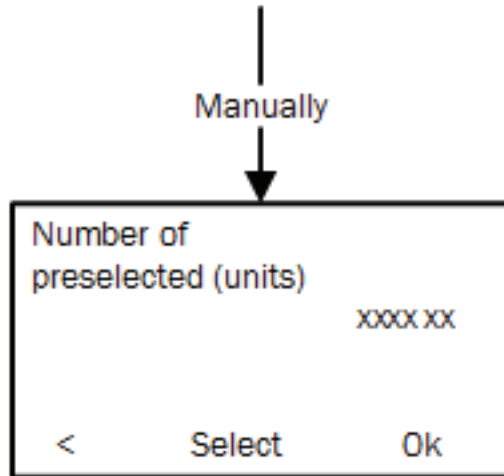 Manually
Number of
preselected (units)
xxxx xx
< Select Ok